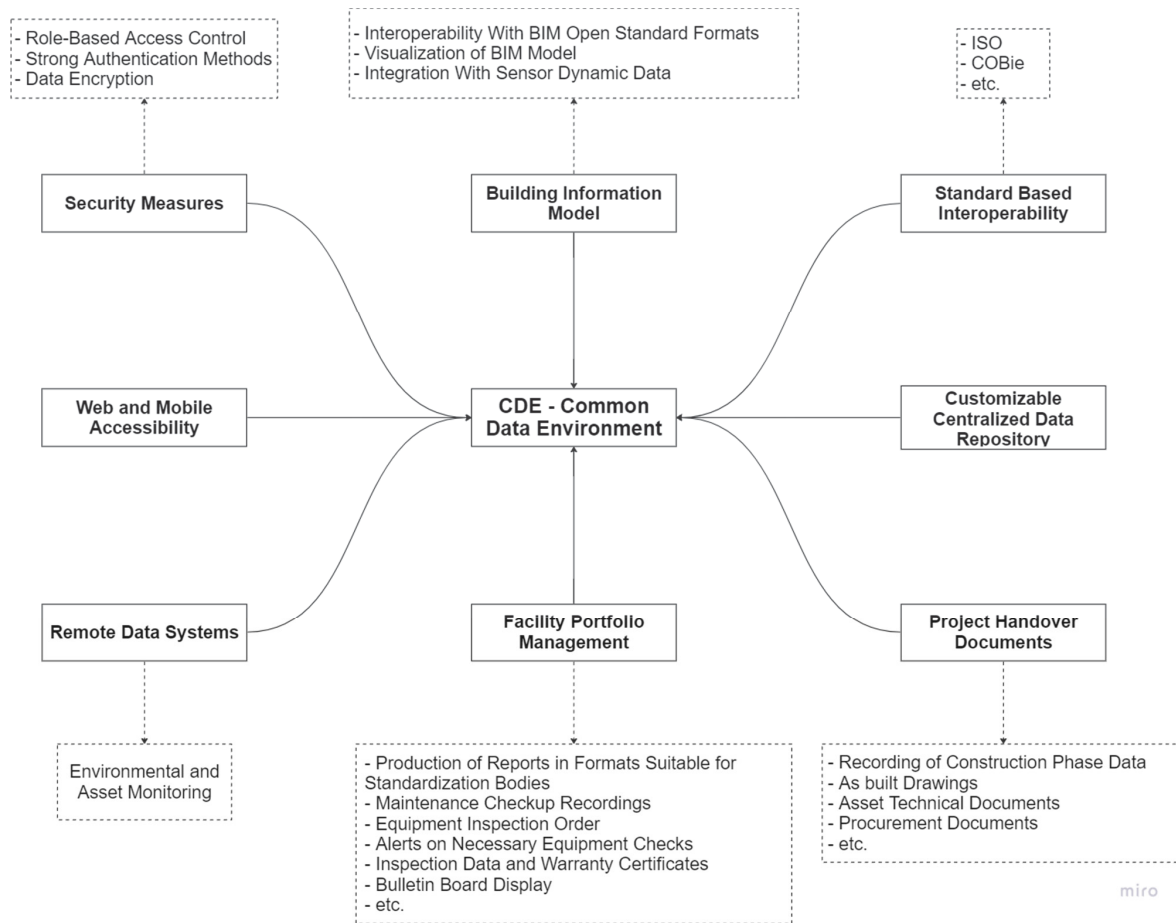 - Role-Based Access Control
- Strong Authentication Methods
- Data Encryption
- Interoperability With BIM Open Standard Formats
- Visualization of BIM Model
- Integration With Sensor Dynamic Data
- ISO
- COBie
- etc.
Security Measures
Building Information
Model
Standard Based
Interoperability
Web and Mobile
Accessibility
CDE - Common
Data Environment
Customizable
Centralized Data
Repository
Remote Data Systems
Facility Portfolio
Management
Project Handover
Documents
Environmental and
Asset Monitoring
- Production of Reports in Formats Suitable for
Standardization Bodies
- Maintenance Checkup Recordings
- Equipment Inspection Order
- Alerts on Necessary Equipment Checks
- Inspection Data and Warranty Certificates
- Bulletin Board Display
- etc.
- Recording of Construction Phase Data
- As built Drawings
- Asset Technical Documents
- Procurement Documents
- etc.
miro